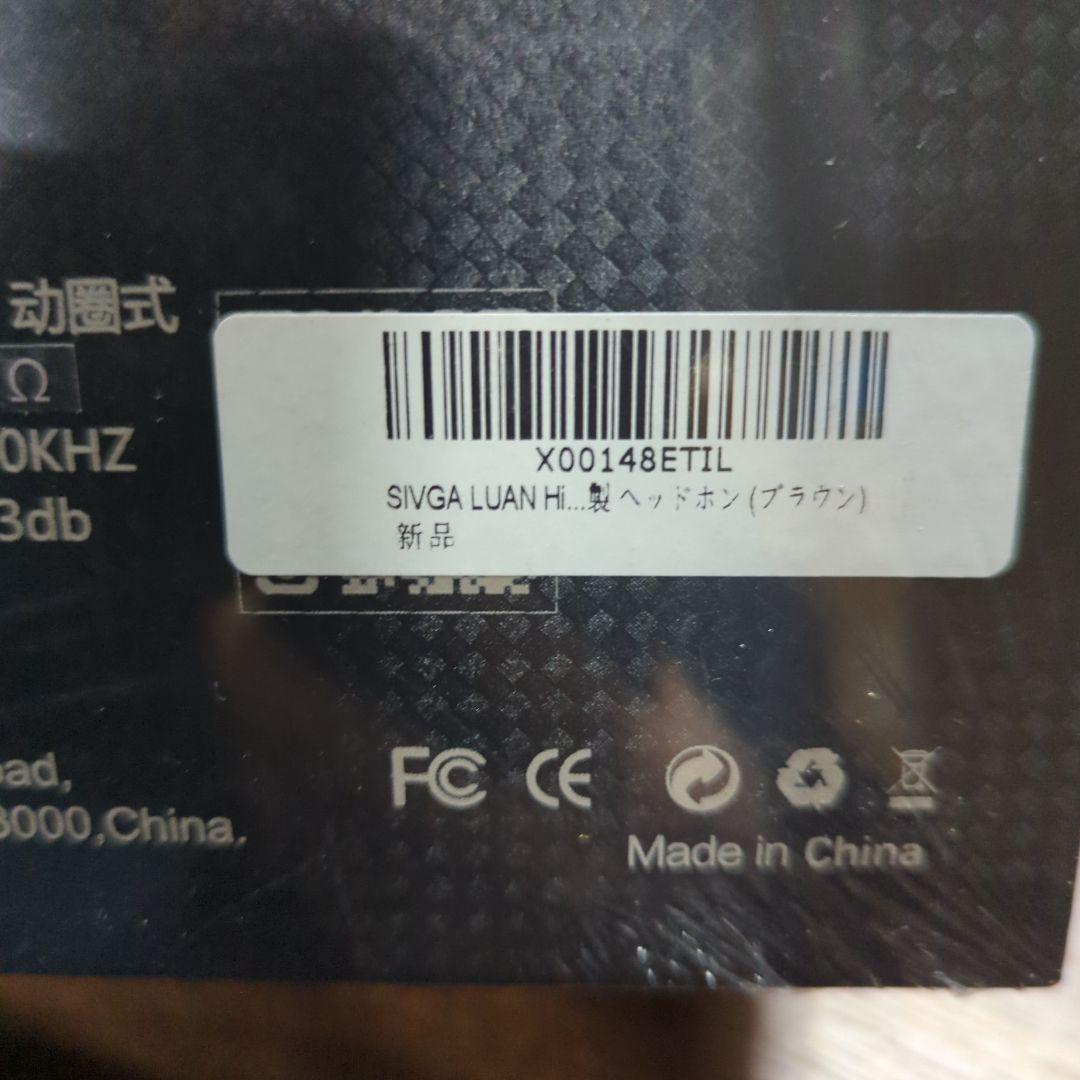 动圈式
Ω
0KHZ
3db
X00148ETIL
SIVGA LUAN Hi...製 ヘッドホン (ブラウン)
新品
oad,
3000,China.
FC CE
Made in China